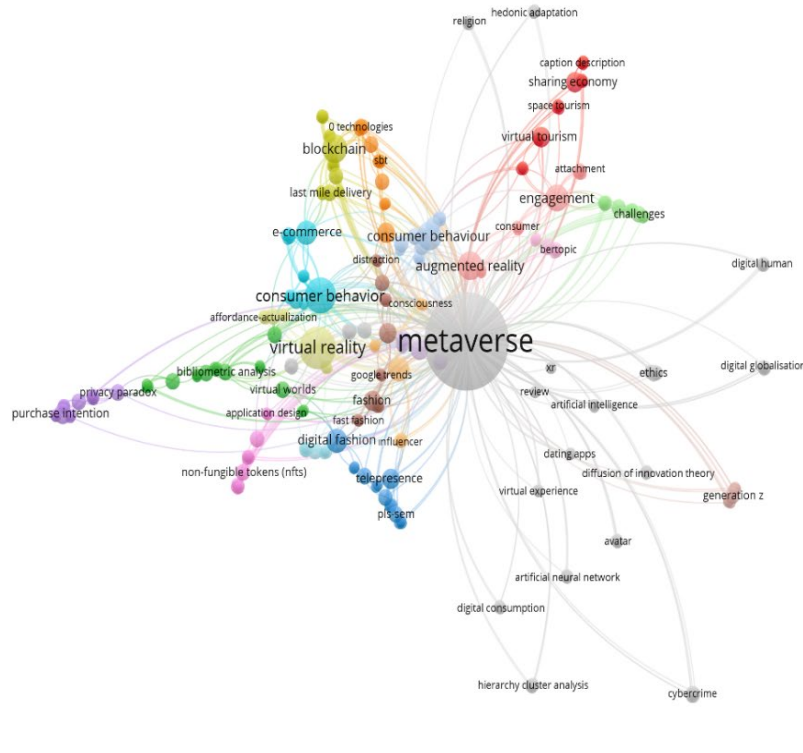 hedonic adaptation
religion
caption description
sharing economy
space tourism
0 technologies
virtual tourism
blockchain
sbt
attachment
last mile delivery
engagement
challenges
consumer
e-commerce
consumer behaviour
bertopic
distraction
augmented reality
digital human
consumer behavior
consciousness
affordance-actualization
metaverse
virtual reality
xr
digital globalisation
bibliometric analysis
google trends
ethics
privacy paradox
virtual worlds
review
fashion
artificial intelligence
purchase intention
application design
fast fashion
digital fashion
influencer
dating apps
non-fungible tokens (nfts)
telepresence
diffusion of innovation theory
virtual experience
generation z
pls-sem
avatar
artificial neural network
digital consumption
hierarchy cluster analysis
cybercrime